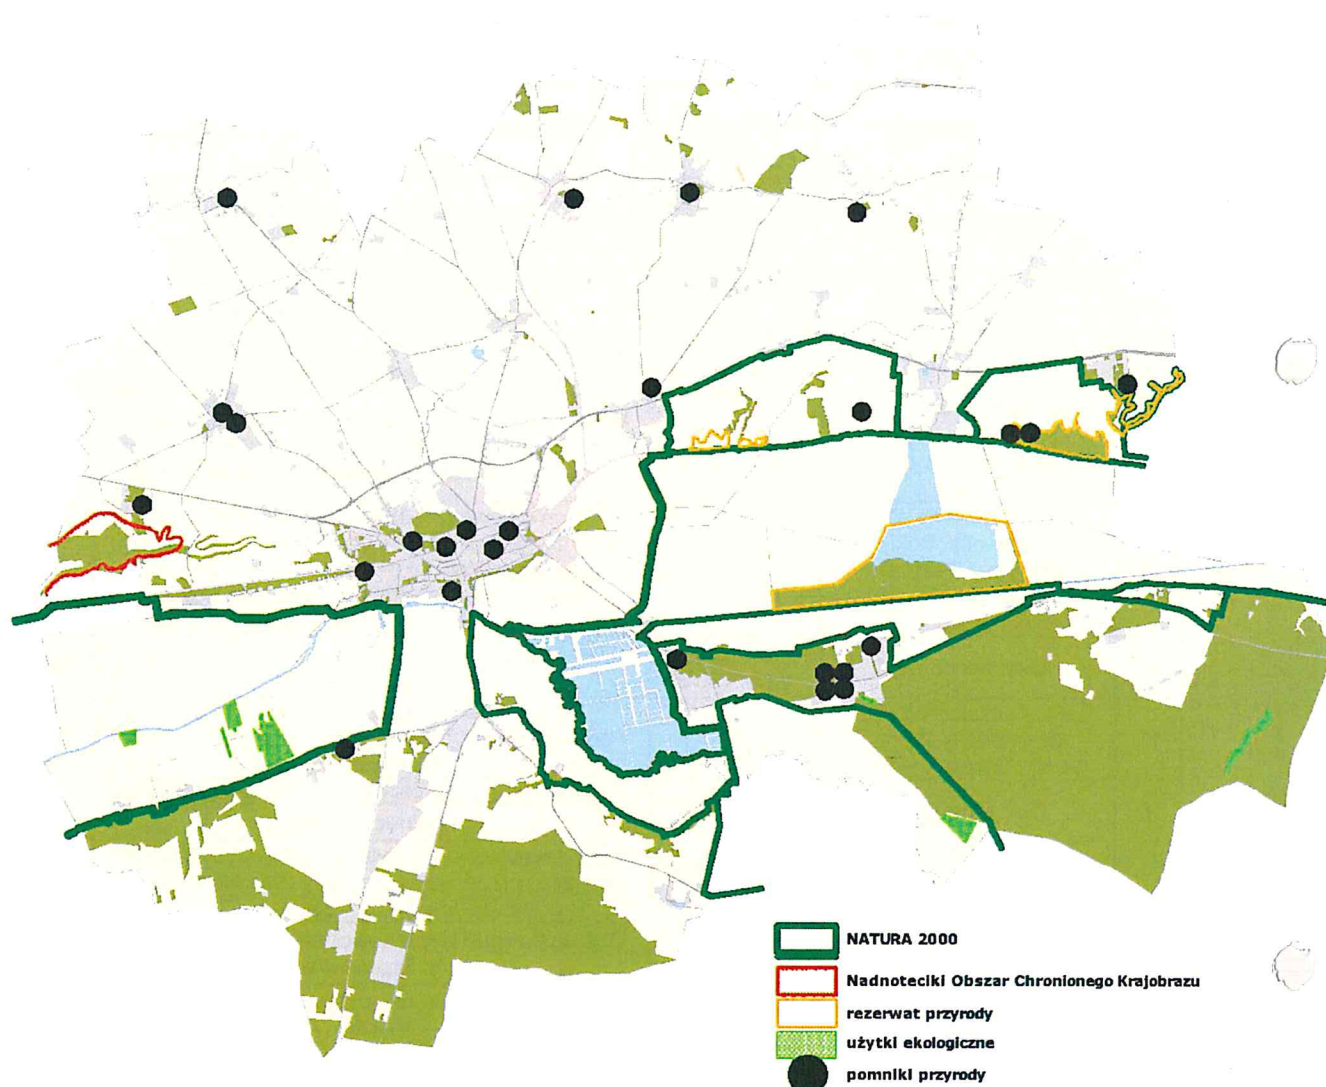 NATURA 2000
Nadnoteciki Obszar Chronionego Krajobrazu
rezerwat przyrody
użytki ekologiczne
pomniki przyrody